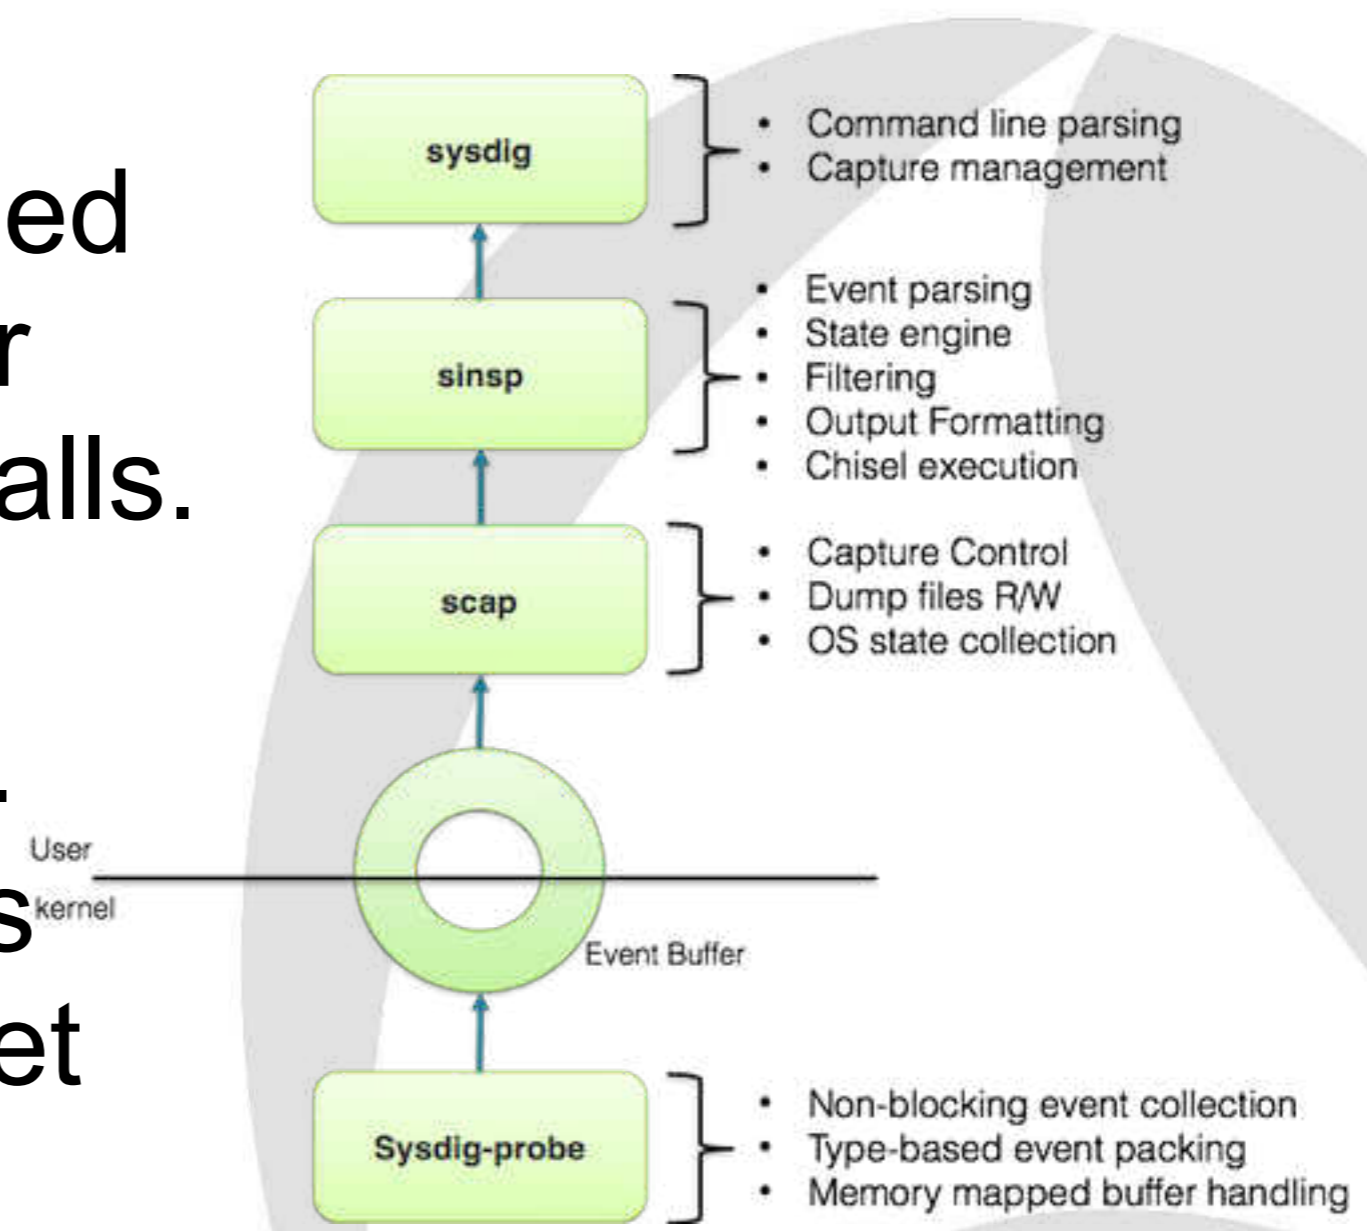 ed
r
alls.
.
s
et
sysdig
• Command line parsing
• Capture management
sinsp
• Event parsing
• State engine
• Filtering
• Output Formatting
• Chisel execution
scap
• Capture Control
• Dump files R/W
• OS state collection
User
kernel
Event Buffer
Sysdig-probe
• Non-blocking event collection
• Type-based event packing
• Memory mapped buffer handling